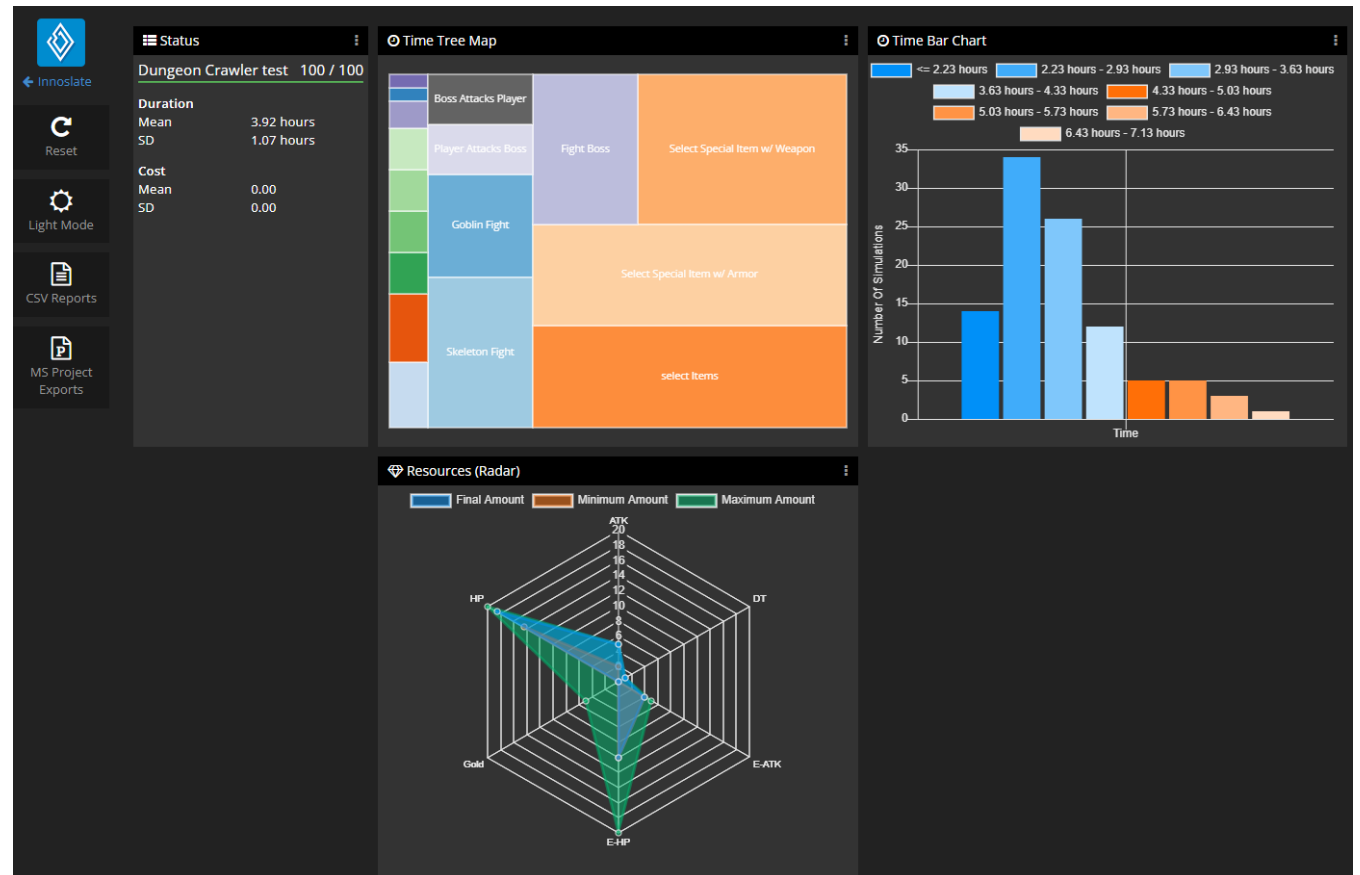 Innoslate
Reset
Light Mode
CSV Reports
MS Project
Exports
Status
Dungeon Crawler test 100 / 100
Duration
Mean 3.92 hours
SD 1.07 hours
Cost
Mean 0.00
SD 0.00
Time Tree Map
Boss Attacks Player
Player Attacks Boss
Goblin Fight
Skeleton Fight
Fight Boss
Select Special Item w/ Weapon
Select Special Item w/ Armor
select Items
Time Bar Chart
<= 2.23 hours 2.23 hours - 2.93 hours 2.93 hours - 3.63 hours
3.63 hours - 4.33 hours 4.33 hours - 5.03 hours
5.03 hours - 5.73 hours 5.73 hours - 6.43 hours
6.43 hours - 7.13 hours
Number Of Simulations
35
30
25
20
15
10
5
0
Time
Resources (Radar)
Final Amount Minimum Amount Maximum Amount
ATK
20
18
16
14
12
10
8
6
HP
DT
Gold
E-ATK
E-HP